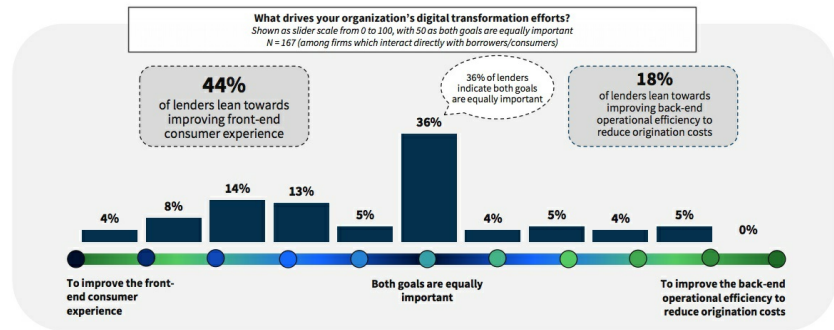 What drives your organization's digital transformation efforts?
Shown as slider scale from 0 to 100, with 50 as both goals are equally important
N = 167 (among firms which interact directly with borrowers/consumers)
44%
of lenders lean towards
improving front-end
consumer experience
36% of lenders
indicate both goals
are equally important
18%
of lenders lean towards
improving back-end
operational efficiency to
reduce origination costs
4%
8%
14%
13%
5%
36%
4%
5%
4%
5%
0%
To improve the front-
end consumer
experience
Both goals are equally
important
To improve the back-end
operational efficiency to
reduce origination costs